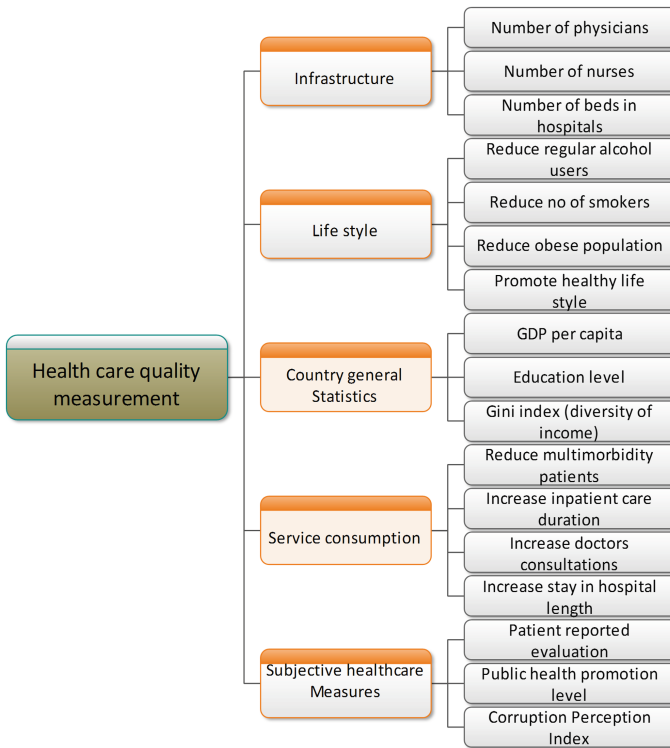 Health care quality
measurement
Infrastructure
Number of physicians
Number of nurses
Number of beds in
hospitals
Life style
Reduce regular alcohol
users
Reduce no of smokers
Reduce obese population
Promote healthy life
style
Country general
Statistics
GDP per capita
Education level
Gini index (diversity of
income)
Service consumption
Reduce multimorbidity
patients
Increase inpatient care
duration
Increase doctors
consultations
Increase stay in hospital
length
Subjective healthcare
Measures
Patient reported
evaluation
Public health promotion
level
Corruption Perception
Index